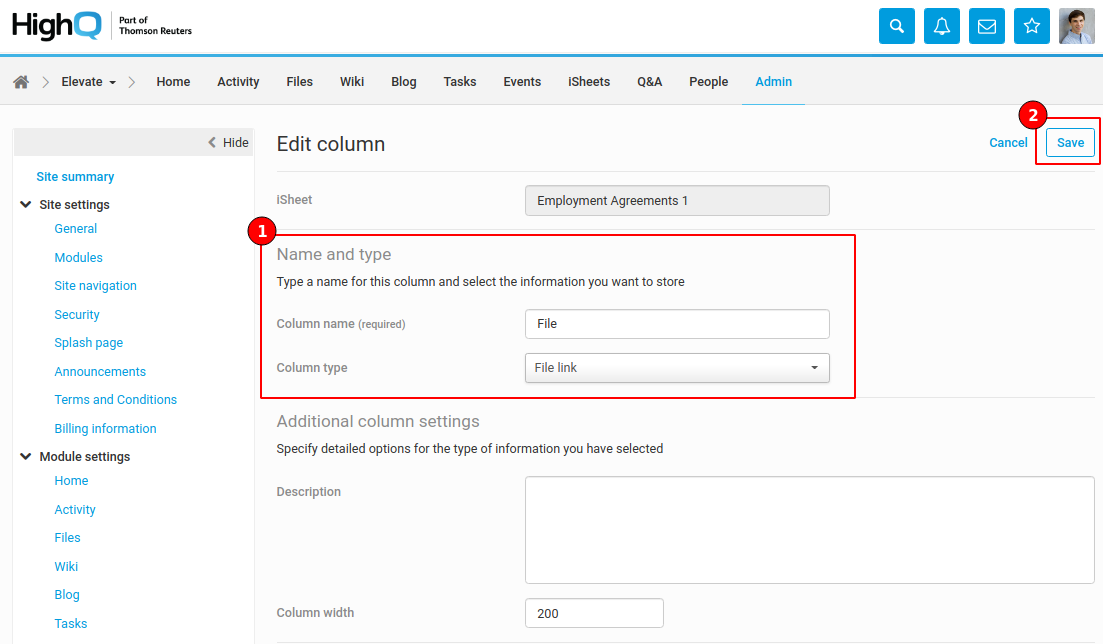 HighQ
Part of
Thomson Reuters
Elevate
Home
Activity
Files
Wiki
Blog
Tasks
Events
iSheets
Q&A
People
Admin
Hide
Site summary
Site settings
General
Modules
Site navigation
Security
Splash page
Announcements
Terms and Conditions
Billing information
Module settings
Home
Activity
Files
Wiki
Blog
Tasks
Edit column
Cancel
2
Save
iSheet
Employment Agreements 1
1
Name and type
Type a name for this column and select the information you want to store
Column name (required)
File
Column type
File link
Additional column settings
Specify detailed options for the type of information you have selected
Description
Column width
200